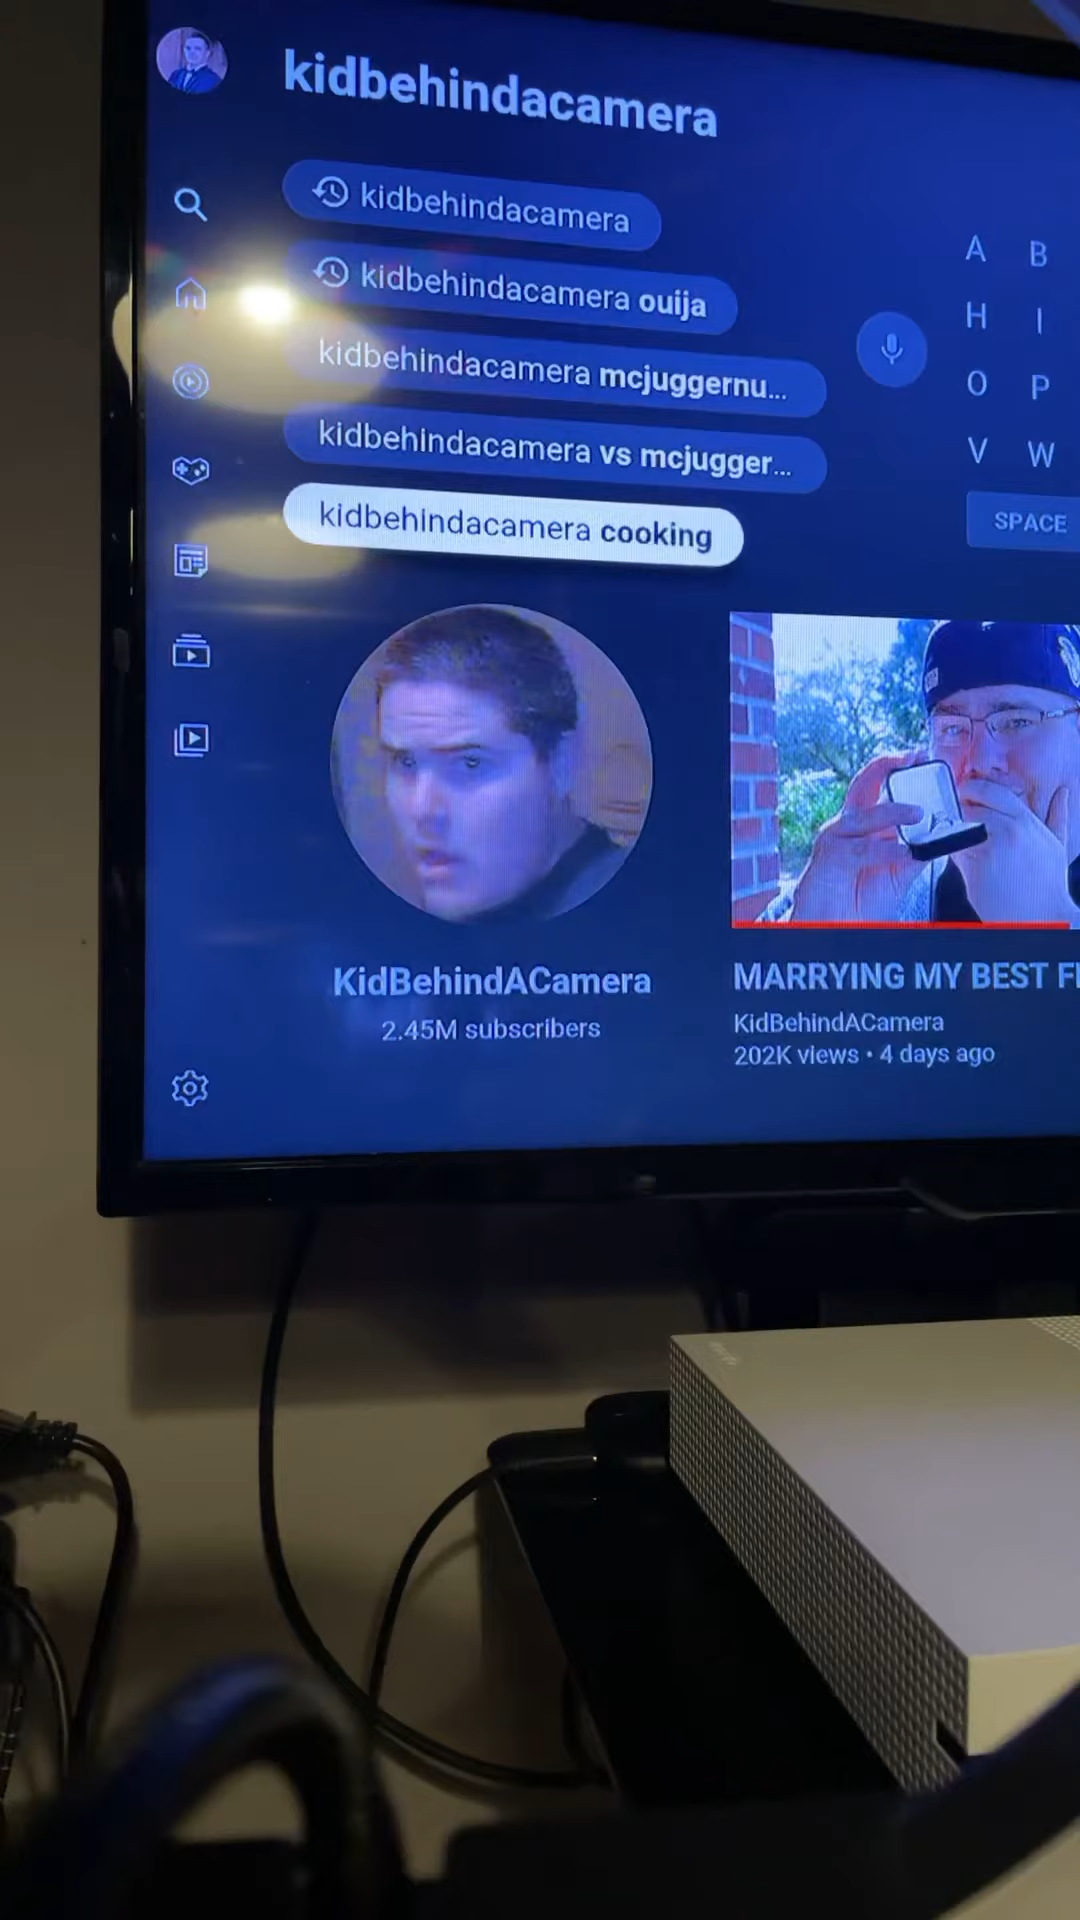 kidbehindacamera
kidbehindacamera
kidbehindacamera ouija
kidbehindacamera mcjuggernu...
kidbehindacamera vs mcjugger...
kidbehindacamera cooking
A B
H I
O P
V W
SPACE
KidBehindACamera
2.45M subscribers
MARRYING MY BEST
KidBehindACamera
202K views • 4 days ago